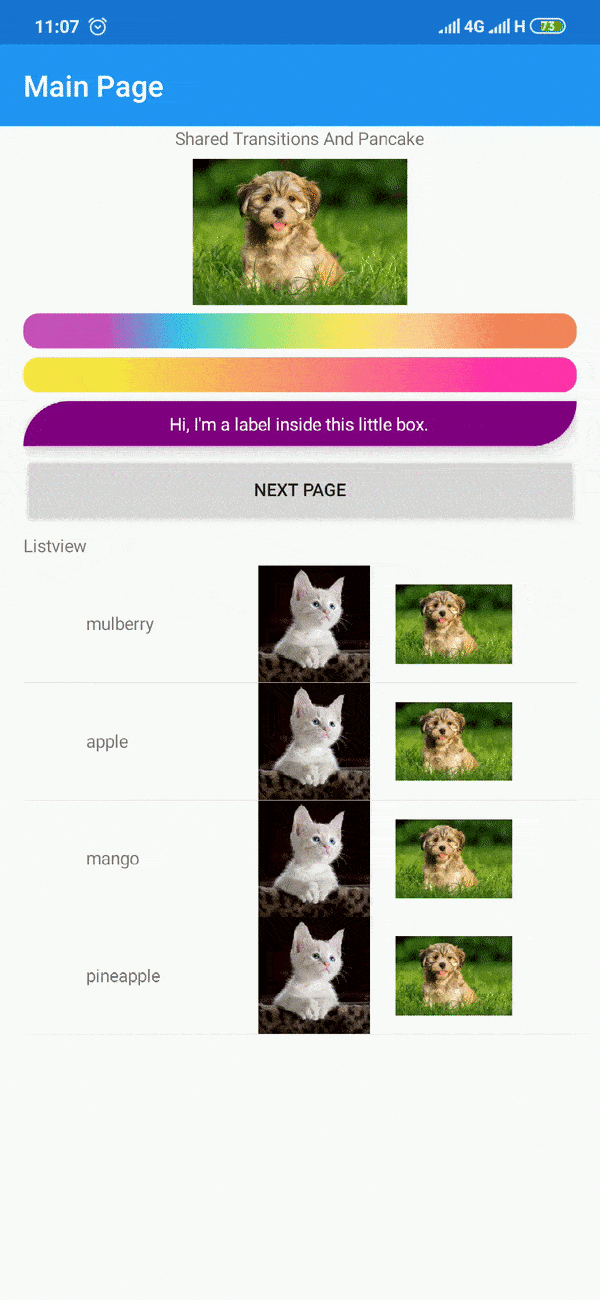 11:07 4G H 73
Main Page
Shared Transitions And Pancake
Hi, I'm a label inside this little box.
NEXT PAGE
Listview
mulberry
apple
mango
pineapple